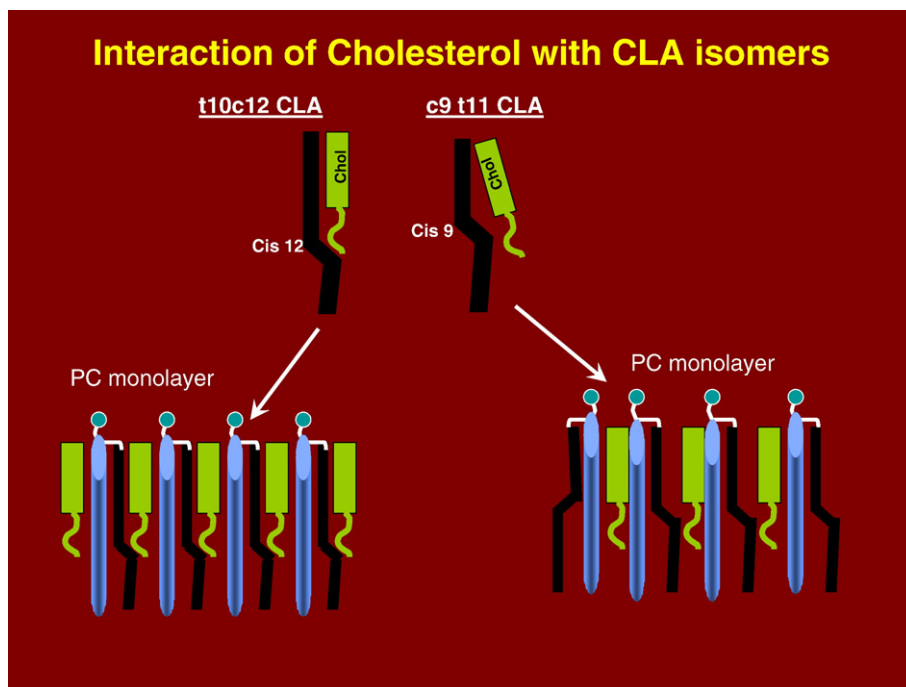 Interaction of Cholesterol with CLA isomers
t10c12 CLA
c9 t11 CLA
Chol
Chol
Cis 12
Cis 9
PC monolayer
PC monolayer